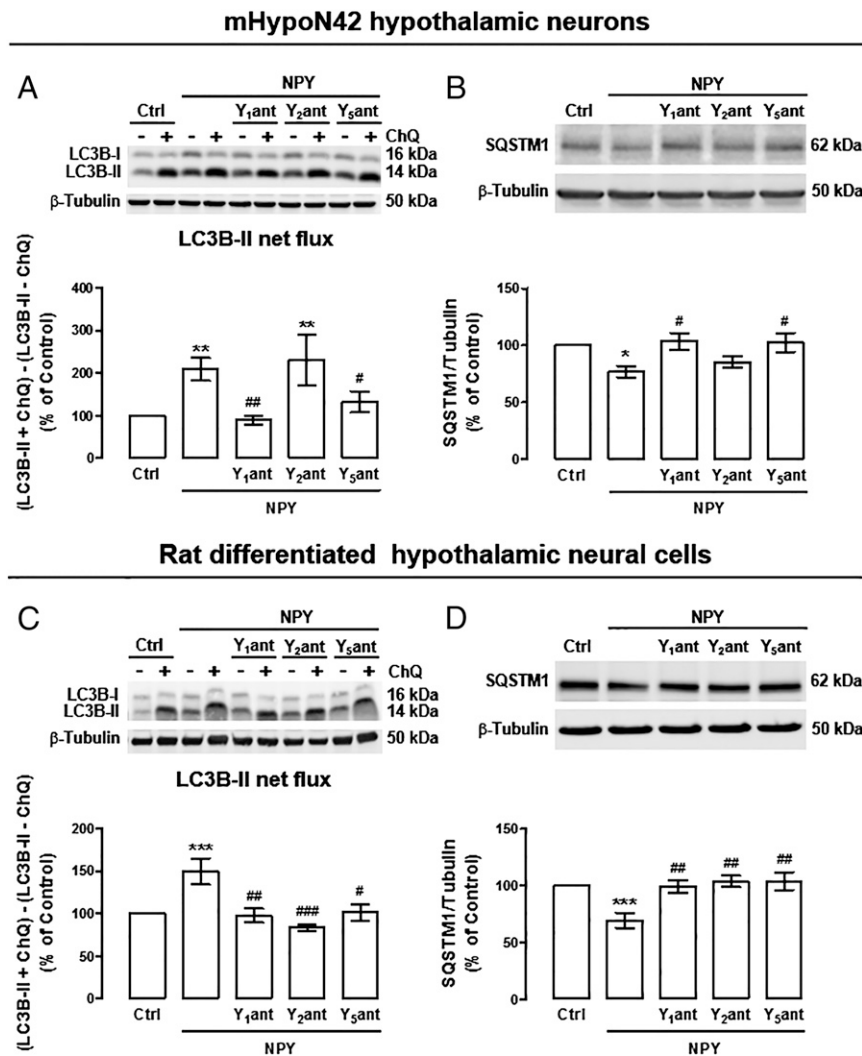 mHypoN42 hypothalamic neurons
A
NPY
Ctrl Y₁ant Y₂ant Y₅ant
- + - + - + - + - + ChQ
LC3B-I 16 kDa
LC3B-II 14 kDa
β-Tubulin 50 kDa
LC3B-II net flux
(LC3B-II + ChQ) - (LC3B-II - ChQ)
(% of Control)
400
300
200
100
0
** ## ** #
Ctrl Y₁ant Y₂ant Y₅ant
NPY
B
NPY
Ctrl Y₁ant Y₂ant Y₅ant
SQSTM1 62 kDa
β-Tubulin 50 kDa
SQSTM1/Tubulin
(% of Control)
150
100
50
0
* # #
Ctrl Y₁ant Y₂ant Y₅ant
NPY
Rat differentiated hypothalamic neural cells
C
NPY
Ctrl Y₁ant Y₂ant Y₅ant
- + - + - + - + - + ChQ
LC3B-I 16 kDa
LC3B-II 14 kDa
β-Tubulin 50 kDa
LC3B-II net flux
(LC3B-II + ChQ) - (LC3B-II - ChQ)
(% of Control)
200
150
100
50
0
*** ## ### #
Ctrl Y₁ant Y₂ant Y₅ant
NPY
D
NPY
Ctrl Y₁ant Y₂ant Y₅ant
SQSTM1 62 kDa
β-Tubulin 50 kDa
SQSTM1/Tubulin
(% of Control)
150
100
50
0
*** ## ## ##
Ctrl Y₁ant Y₂ant Y₅ant
NPY